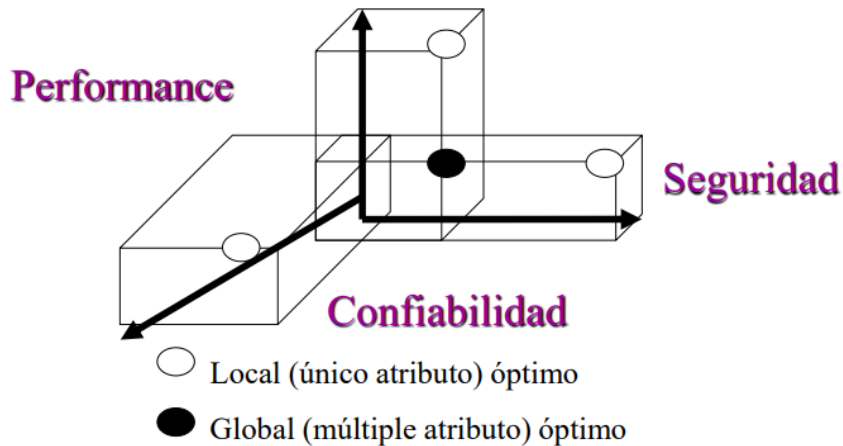 Performance
Seguridad
Confiabilidad
Local (único atributo) óptimo
Global (múltiple atributo) óptimo